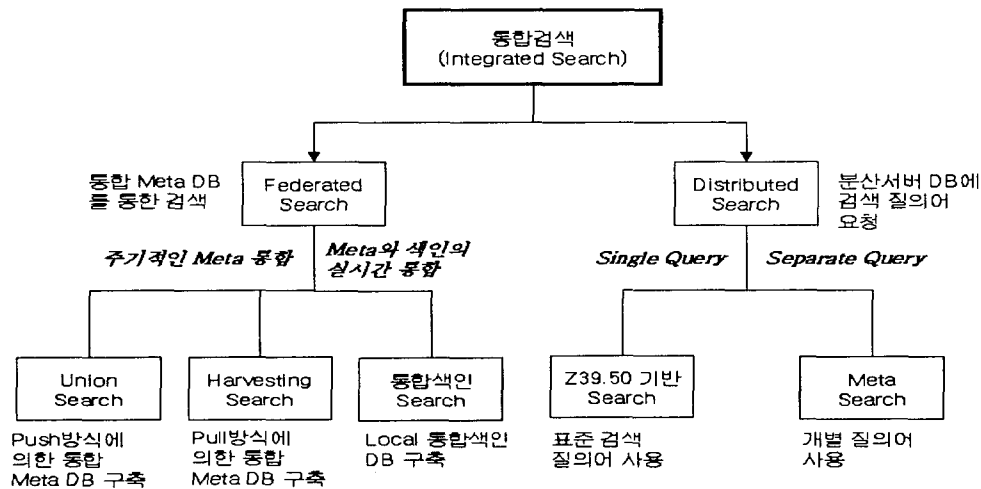 통합검색
(Integrated Search)
통합 Meta DB
를 통한 검색
Federated
Search
Distributed
Search
분산서버 DB에
검색 질의어
요청
주기적인 Meta 통합
Meta와 색인의
실시간 통합
Single Query
Separate Query
Union
Search
Harvesting
Search
통합색인
Search
Z39.50 기반
Search
Meta
Search
Push방식에
의한 통합
Meta DB 구축
Pull방식에
의한 통합
Meta DB 구축
Local 통합색인
DB 구축
표준 검색
질의어 사용
개별 질의어
사용